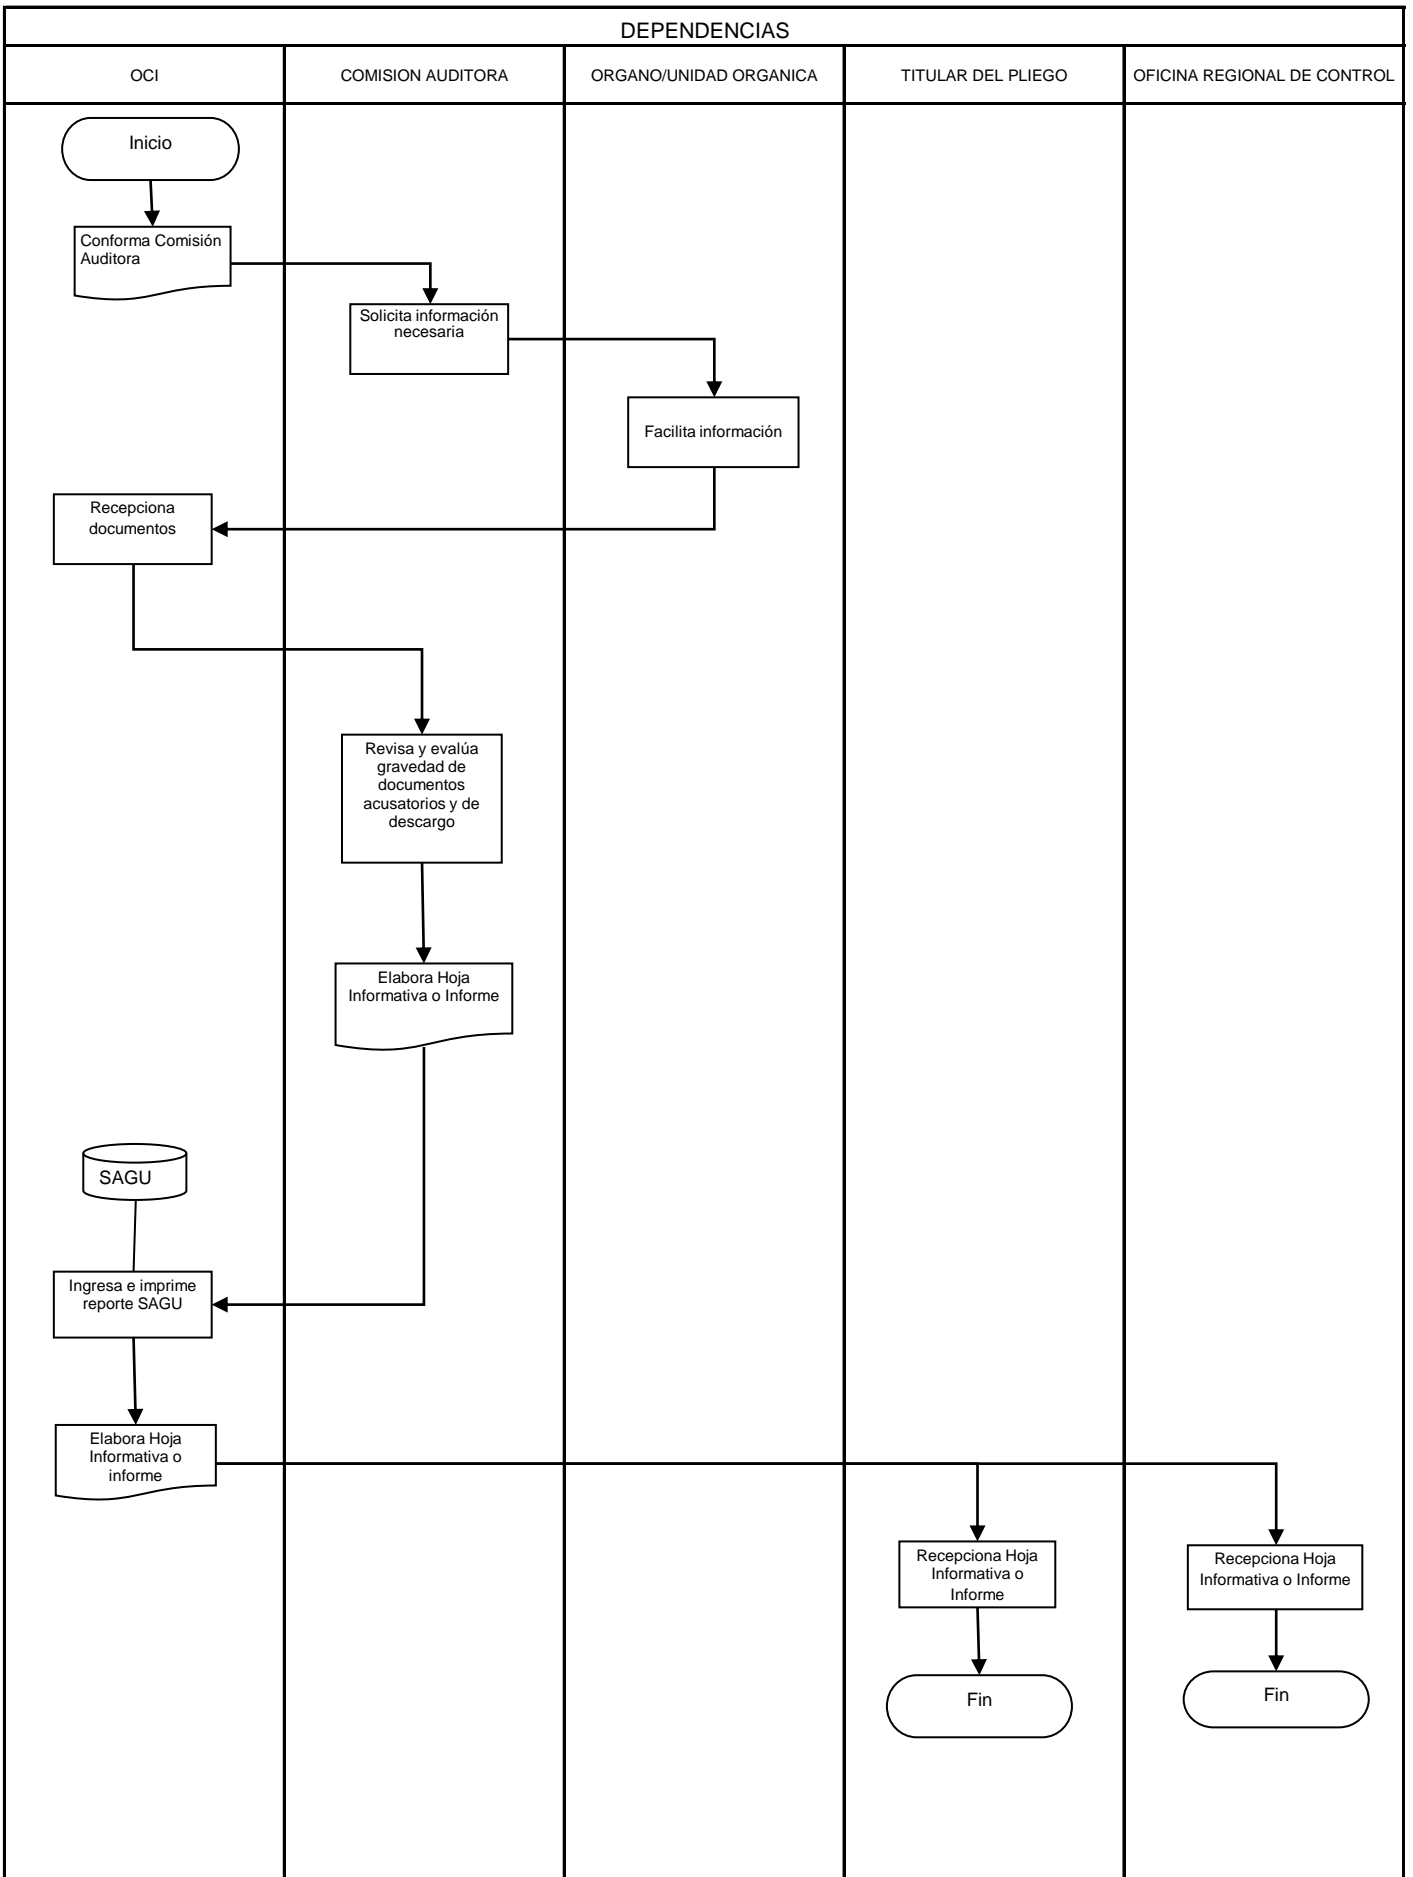 DEPENDENCIAS
OCI
COMISION AUDITORA
ORGANO/UNIDAD ORGANICA
TITULAR DEL PLIEGO
OFICINA REGIONAL DE CONTROL
Inicio
Conforma Comisión
Auditora
Solicita información
necesaria
Facilita información
Recepciona
documentos
Revisa y evalúa
gravedad de
documentos
acusatorios y de
descargo
Elabora Hoja
Informativa o Informe
SAGU
Ingresa e imprime
reporte SAGU
Elabora Hoja
Informativa o
informe
Recepciona Hoja
Informativa o
Informe
Recepciona Hoja
Informativa o Informe
Fin
Fin